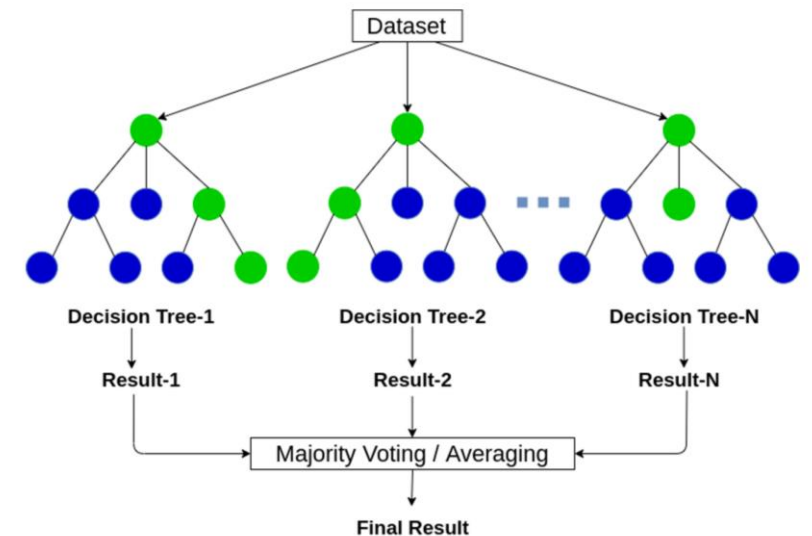 Dataset
Decision Tree-1
Decision Tree-2
Decision Tree-N
Result-1
Result-2
Result-N
Majority Voting / Averaging
Final Result